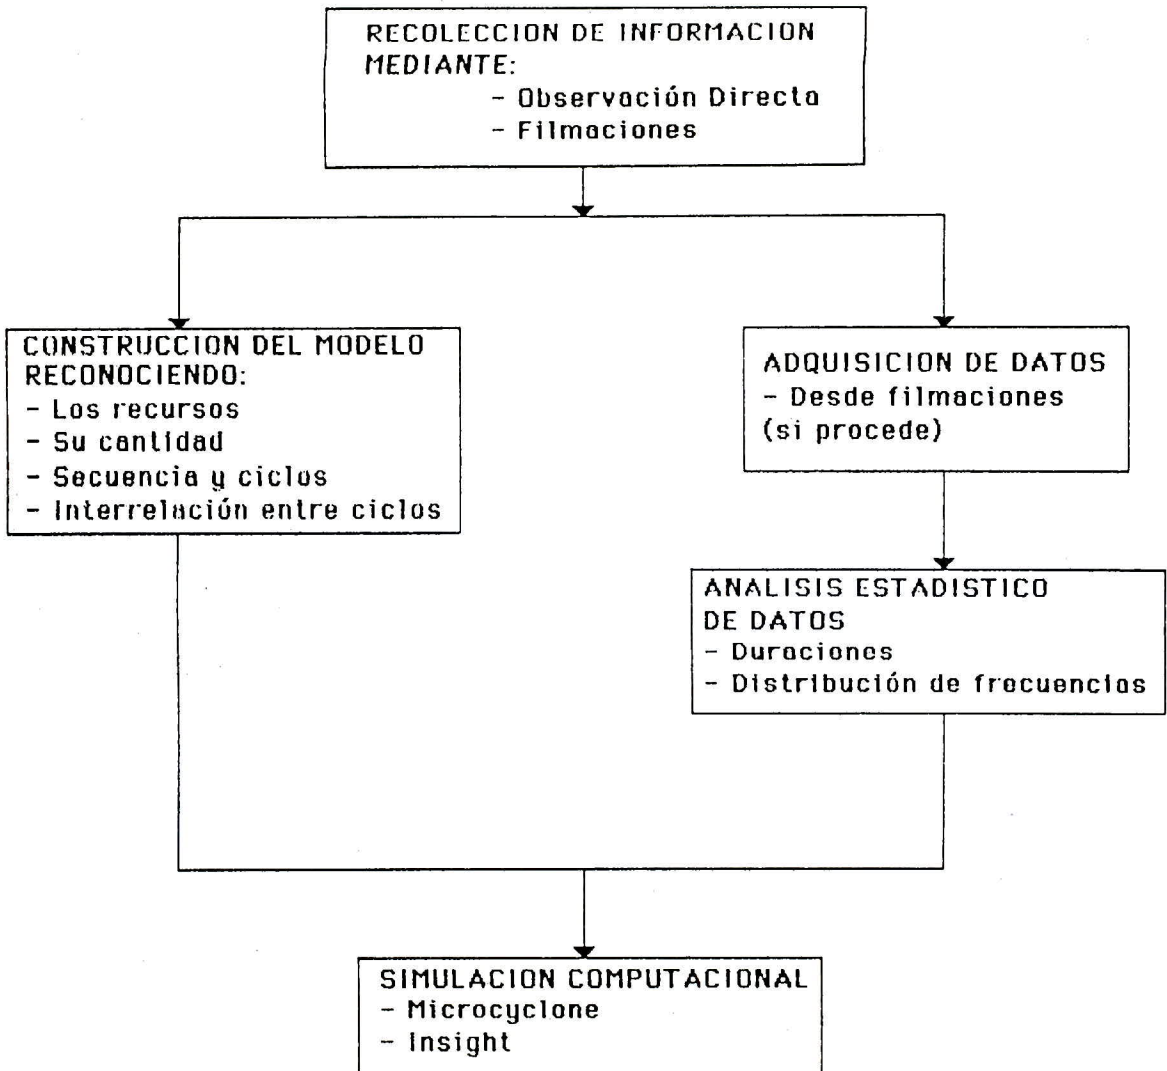 RECOLECCION DE INFORMACION
MEDIANTE:
- Observación Directa
- Filmaciones
CONSTRUCCION DEL MODELO
RECONOCIENDO:
- Los recursos
- Su cantidad
- Secuencia y ciclos
- Interrelación entre ciclos
ADQUISICION DE DATOS
- Desde filmaciones
(si procede)
ANALISIS ESTADISTICO
DE DATOS
- Duraciones
- Distribución de frecuencias
SIMULACION COMPUTACIONAL
- Microcyclone
- Insight